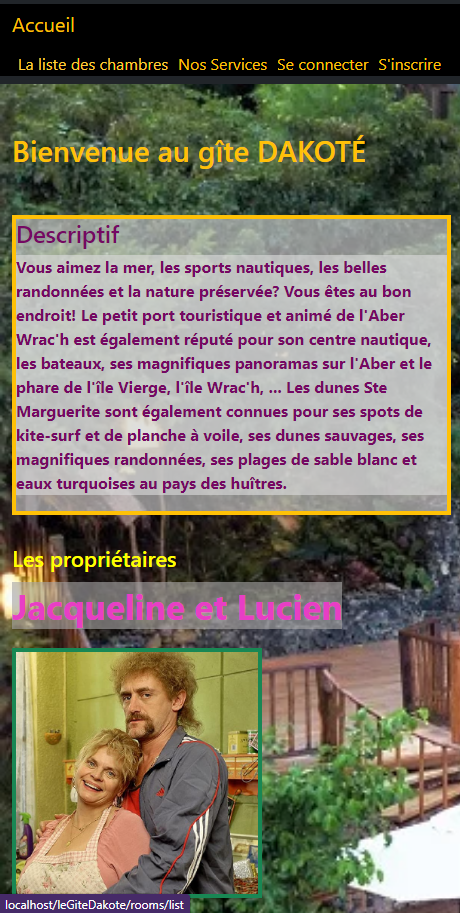 Accueil
La liste des chambres Nos Services Se connecter S'inscrire
Bienvenue au gîte DAKOTÉ
Descriptif
Vous aimez la mer, les sports nautiques, les belles
randonnées et la nature préservée? Vous êtes au bon
endroit! Le petit port touristique et animé de l'Aber
Wrac'h est également réputé pour son centre nautique,
les bateaux, ses magnifiques panoramas sur l'Aber et le
phare de l'île Vierge, l'île Wrac'h, ... Les dunes Ste
Marguerite sont également connues pour ses spots de
kite-surf et de planche à voile, ses dunes sauvages, ses
magnifiques randonnées, ses plages de sable blanc et
eaux turquoises au pays des huîtres.
Les propriétaires
Jacqueline et Lucien
localhost/leGiteDakote/rooms/list